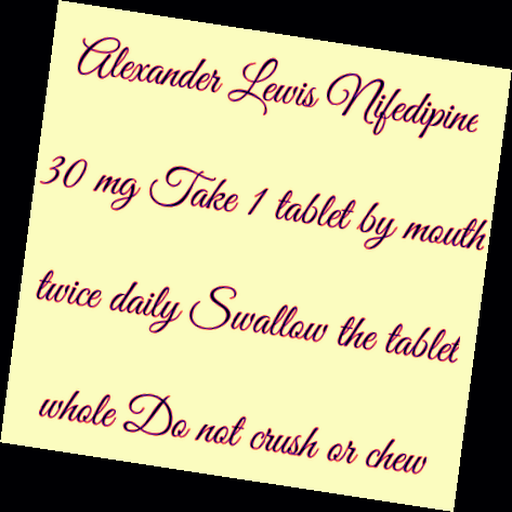 Alexander Lewis Nifedipine
30 mg Take 1 tablet by mouth
twice daily Swallow the tablet
whole Do not crush or chew